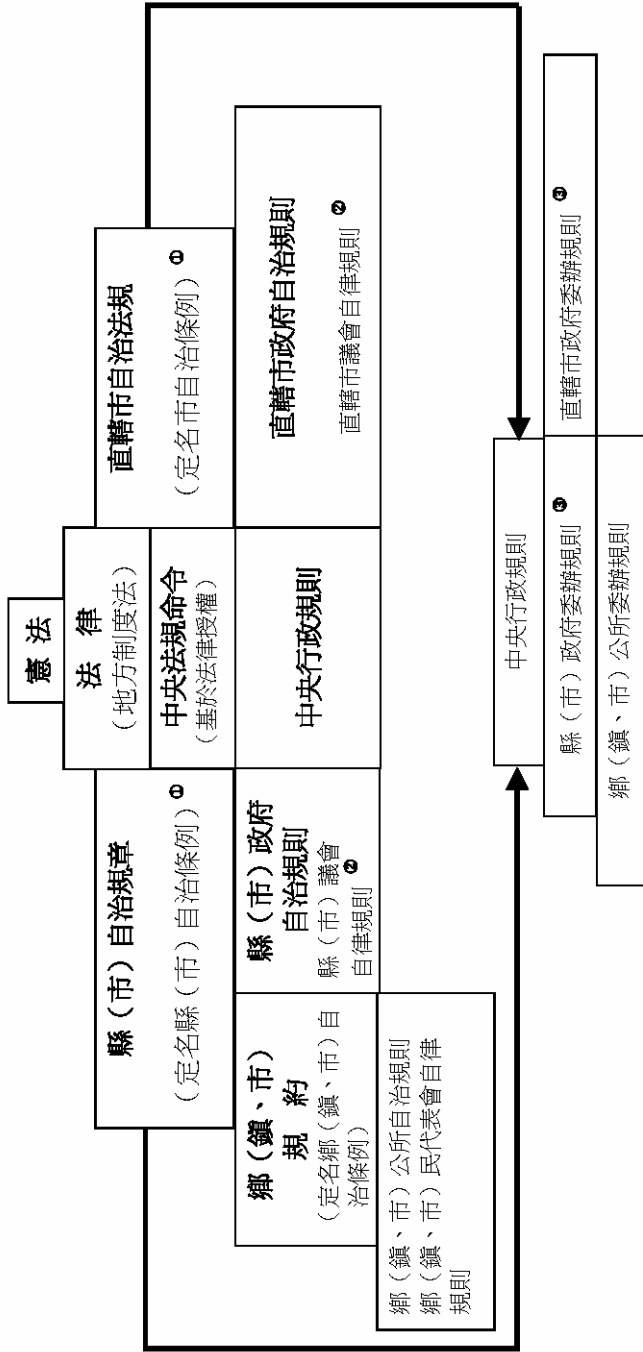 憲法
法律
（地方制度法）
縣（市）自治規章
（定名縣（市）自治條例）①
中央法規命令
（基於法律授權）
直轄市自治法規
（定名市自治條例）①
鄉（鎮、市）
規約
（定名鄉（鎮、市）自
治條例）
縣（市）政府
自治規則
縣（市）議會
自律規則②
中央行政規則
直轄市政府自治規則
直轄市議會自律規則②
鄉（鎮、市）公所自治規則
鄉（鎮、市）民代表會自律
規則
中央行政規則
縣（市）政府委辦規則③
直轄市政府委辦規則③
鄉（鎮、市）公所委辦規則